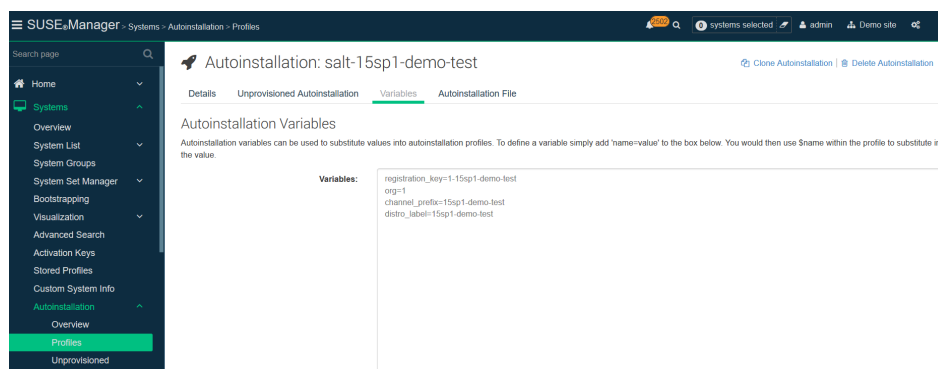 SUSE®Manager > Systems > Autoinstallation > Profiles
2502
0 systems selected
admin
Demo site
Search page
Home
Systems
Overview
System List
System Groups
System Set Manager
Bootstrapping
Visualization
Advanced Search
Activation Keys
Stored Profiles
Custom System Info
Autoinstallation
Overview
Profiles
Unprovisioned
Autoinstallation: salt-15sp1-demo-test
Clone Autoinstallation | Delete Autoinstallation
Details Unprovisioned Autoinstallation Variables Autoinstallation File
Autoinstallation Variables
Autoinstallation variables can be used to substitute values into autoinstallation profiles. To define a variable simply add 'name=value' to the box below. You would then use $name within the profile to substitute in
the value.
Variables:
registration_key=1-15sp1-demo-test
org=1
channel_prefix=15sp1-demo-test
distro_label=15sp1-demo-test